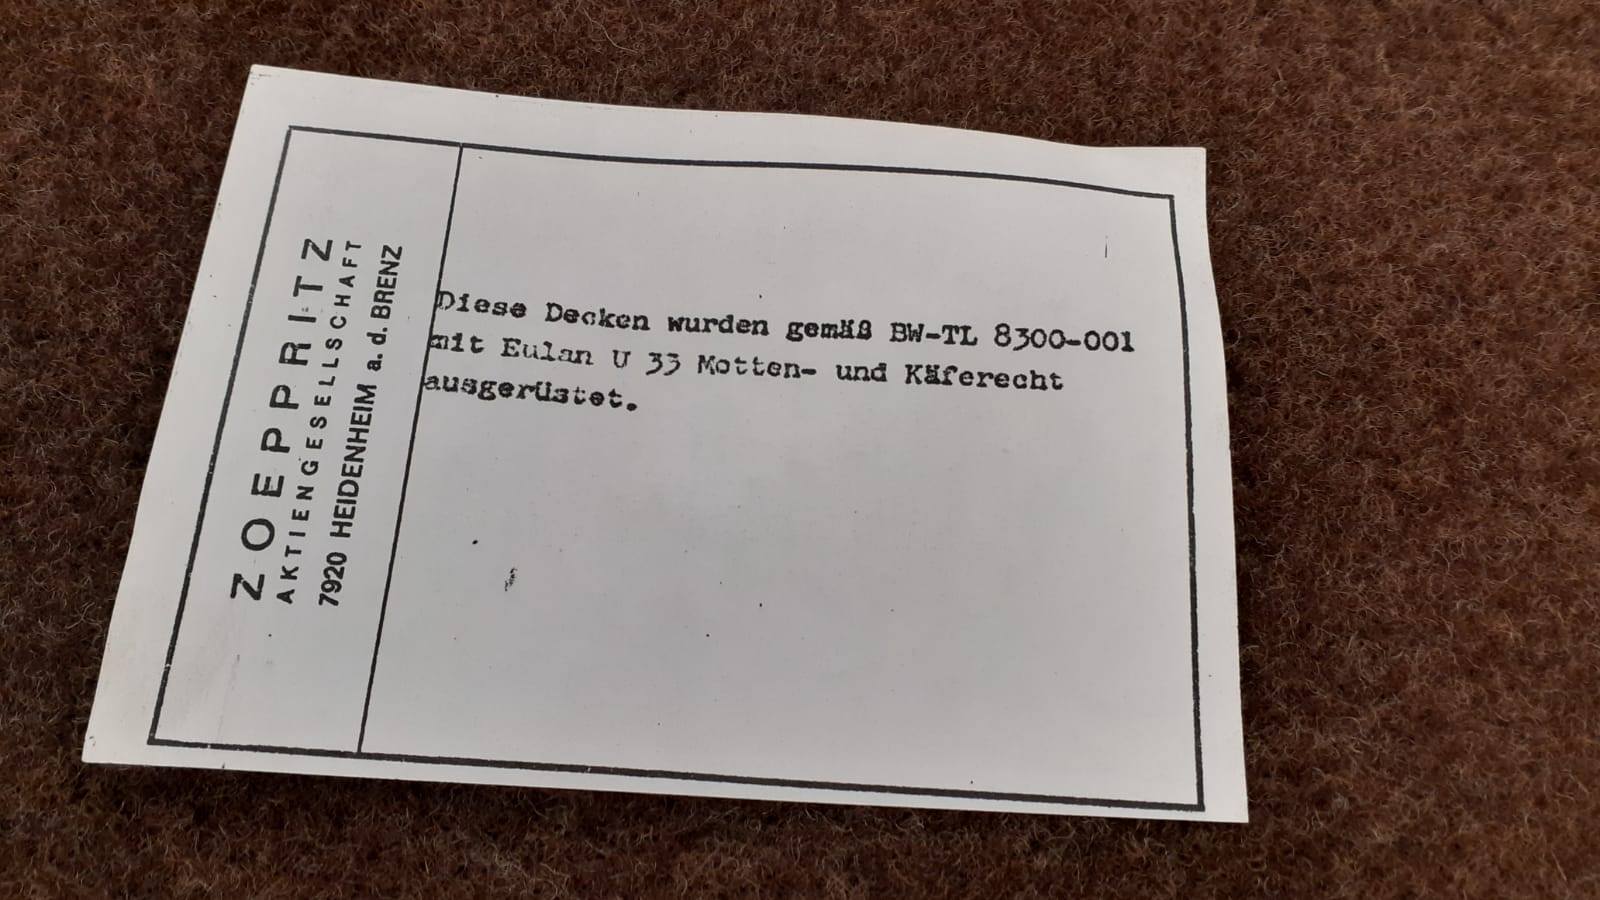 ZOEPPRITZ
AKTIENGESELLSCHAFT
7920 HEIDENHEIM a. d. BRENZ
Diese Decken wurden gemäß BW-TL 8300-001
mit Eulan U 33 Motten- und Käferecht
ausgerüstet.